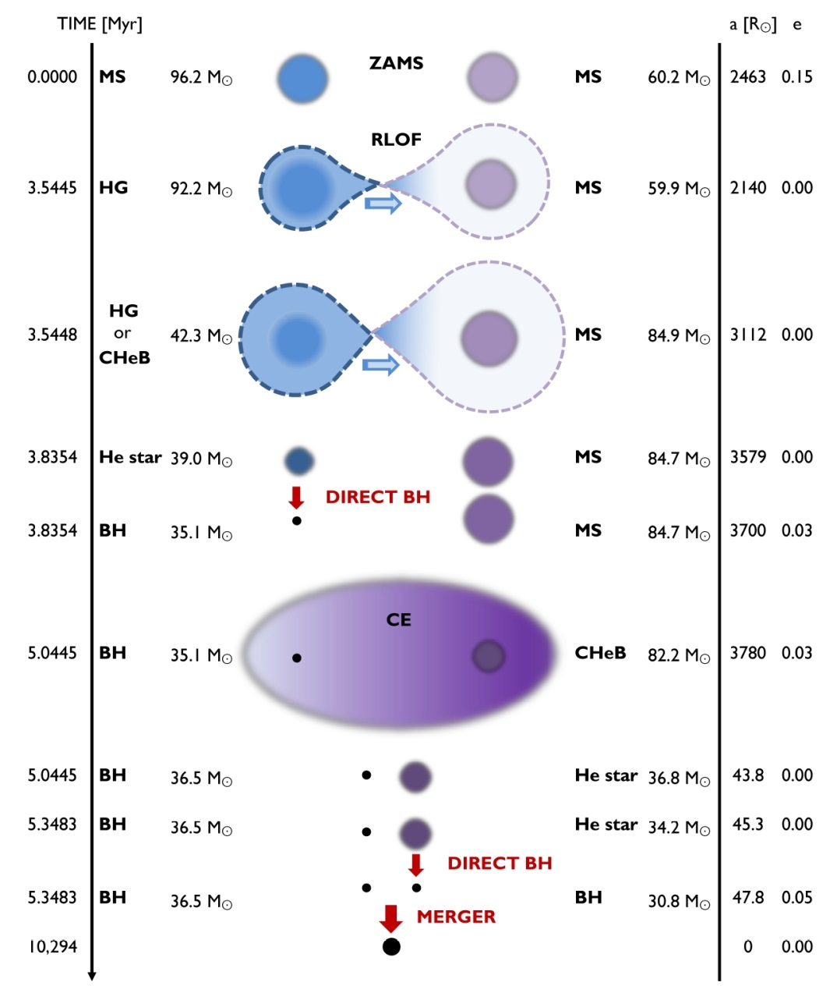 TIME [Myr] a [R☉] e
ZAMS
0.0000 MS 96.2 M☉ MS 60.2 M☉ 2463 0.15
RLOF
3.5445 HG 92.2 M☉ MS 59.9 M☉ 2140 0.00
HG
or
3.5448 42.3 M☉ MS 84.9 M☉ 3112 0.00
CHeB
3.8354 He star 39.0 M☉ MS 84.7 M☉ 3579 0.00
DIRECT BH
3.8354 BH 35.1 M☉ MS 84.7 M☉ 3700 0.03
CE
5.0445 BH 35.1 M☉ CHeB 82.2 M☉ 3780 0.03
5.0445 BH 36.5 M☉ He star 36.8 M☉ 43.8 0.00
5.3483 BH 36.5 M☉ He star 34.2 M☉ 45.3 0.00
DIRECT BH
5.3483 BH 36.5 M☉ BH 30.8 M☉ 47.8 0.05
MERGER
10,294 0 0.00